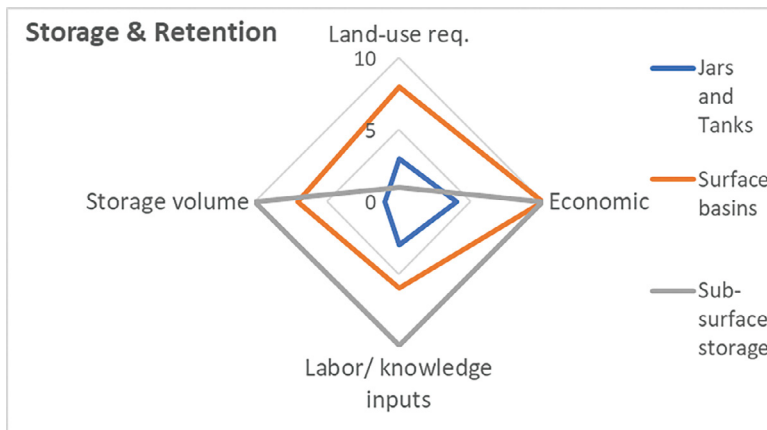 Storage & Retention
Land-use req.
10
5
0
Storage volume
Economic
Labor/ knowledge
inputs
Jars
and
Tanks
Surface
basins
Sub-
surface
storage